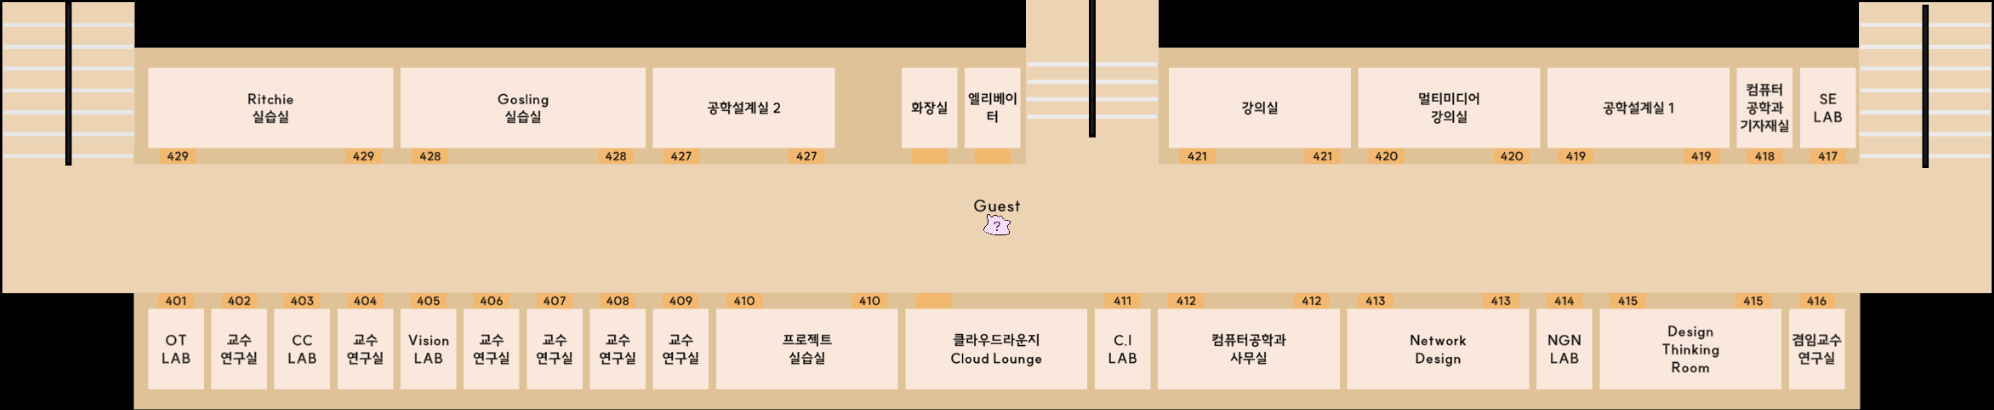 Ritchie
실습실
Gosling
실습실
공학설계실 2
화장실
엘리베이
터
강의실
멀티미디어
강의실
공학설계실 1
컴퓨터
공학과
기자재실
SE
LAB
429
429
428
428
427
427
421
421
420
420
419
419
418
417
Guest
?
401
402
403
404
405
406
407
408
409
410
410
411
412
412
413
413
414
415
415
416
OT
LAB
교수
연구실
CC
LAB
교수
연구실
Vision
LAB
교수
연구실
교수
연구실
교수
연구실
교수
연구실
프로젝트
실습실
클라우드라운지
Cloud Lounge
C.I
LAB
컴퓨터공학과
사무실
Network
Design
NGN
LAB
Design
Thinking
Room
겸임교수
연구실